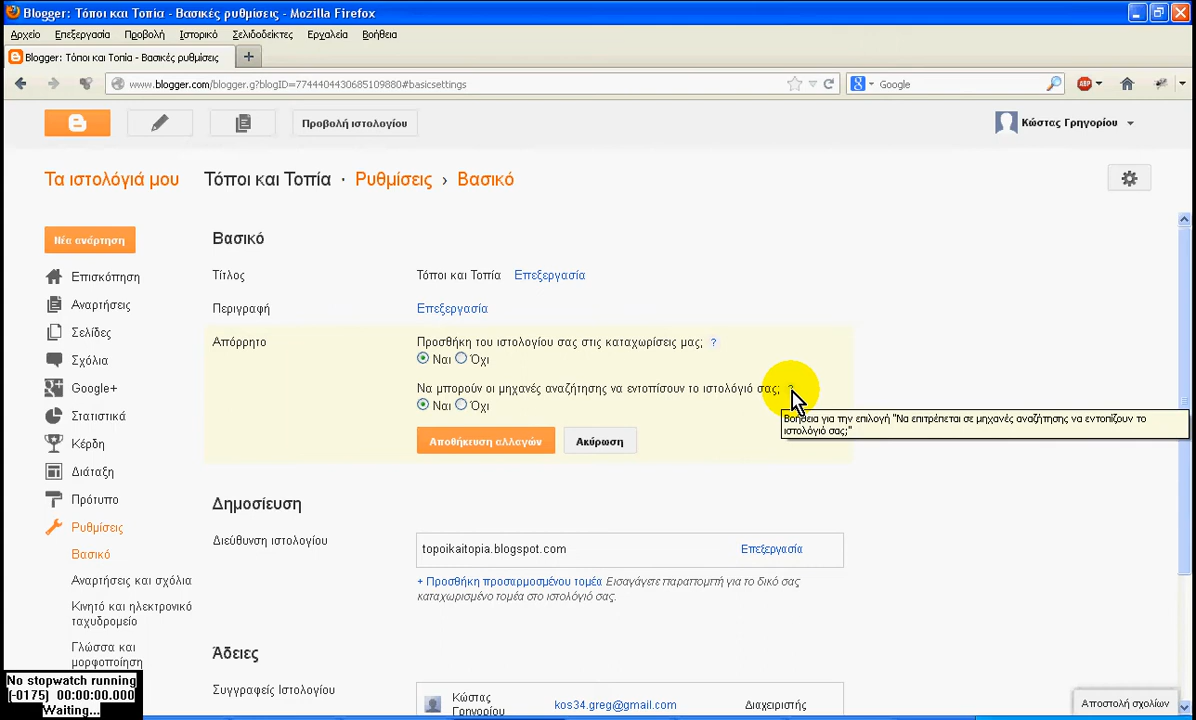 Blogger: Τόποι και Τοπία - Βασικές ρυθμίσεις - Mozilla Firefox
Αρχείο Επεξεργασία Προβολή Ιστορικό Σελιδοδείκτες Εργαλεία Βοήθεια
Blogger: Τόποι και Τοπία - Βασικές ρυθμίσεις
www.blogger.com/blogger.g?blogID=7744404430685109880#basicsettings
Google
Προβολή ιστολογίου
Κώστας Γρηγορίου
Τα ιστολόγιά μου
Τόποι και Τοπία · Ρυθμίσεις › Βασικό
Νέα ανάρτηση
Επισκόπηση
Αναρτήσεις
Σελίδες
Σχόλια
Google+
Στατιστικά
Κέρδη
Διάταξη
Πρότυπο
Ρυθμίσεις
Βασικό
Αναρτήσεις και σχόλια
Κινητό και ηλεκτρονικό
ταχυδρομείο
Γλώσσα και
μορφοποίηση
Βασικό
Τίτλος Τόποι και Τοπία Επεξεργασία
Περιγραφή Επεξεργασία
Απόρρητο Προσθήκη του ιστολογίου σας στις καταχωρίσεις μας; ?
Ναι Όχι
Να μπορούν οι μηχανές αναζήτησης να εντοπίσουν το ιστολόγιό σας; ?
Ναι Όχι
Βοήθεια για την επιλογή "Να επιτρέπεται σε μηχανές αναζήτησης να εντοπίζουν το
ιστολόγιό σας;"
Αποθήκευση αλλαγών Ακύρωση
Δημοσίευση
Διεύθυνση ιστολογίου topoikaitopia.blogspot.com Επεξεργασία
+ Προσθήκη προσαρμοσμένου τομέα Εισαγάγετε παραπομπή για το δικό σας
καταχωρισμένο τομέα στο ιστολόγιό σας.
Άδειες
Συγγραφείς Ιστολογίου Κώστας
Γρηγορίου kos34.greg@gmail.com Διαχειριστής
Αποστολή σχολίων
No stopwatch running
(-0175) 00:00:00.000
Waiting...